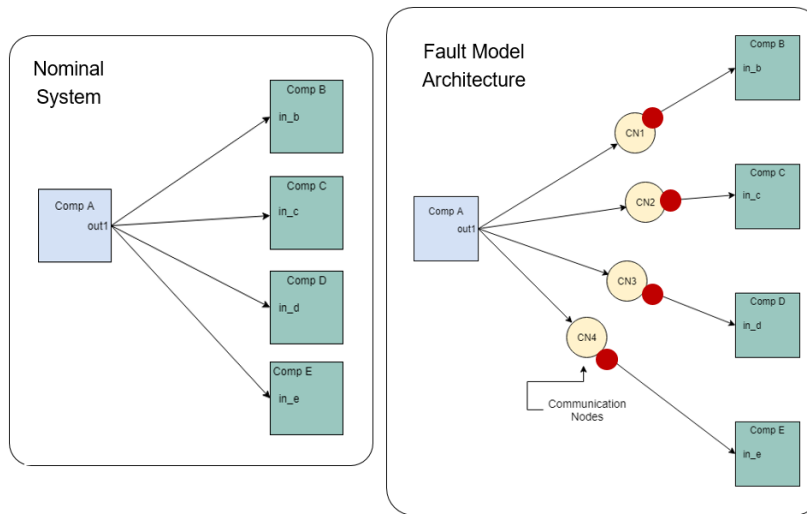 Nominal
System
Comp B
in_b
Comp C
in_c
Comp A
out1
Comp D
in_d
Comp E
in_e
Fault Model
Architecture
Comp B
in_b
CN1
Comp C
in_c
CN2
Comp A
out1
CN3
Comp D
in_d
CN4
Communication
Nodes
Comp E
in_e